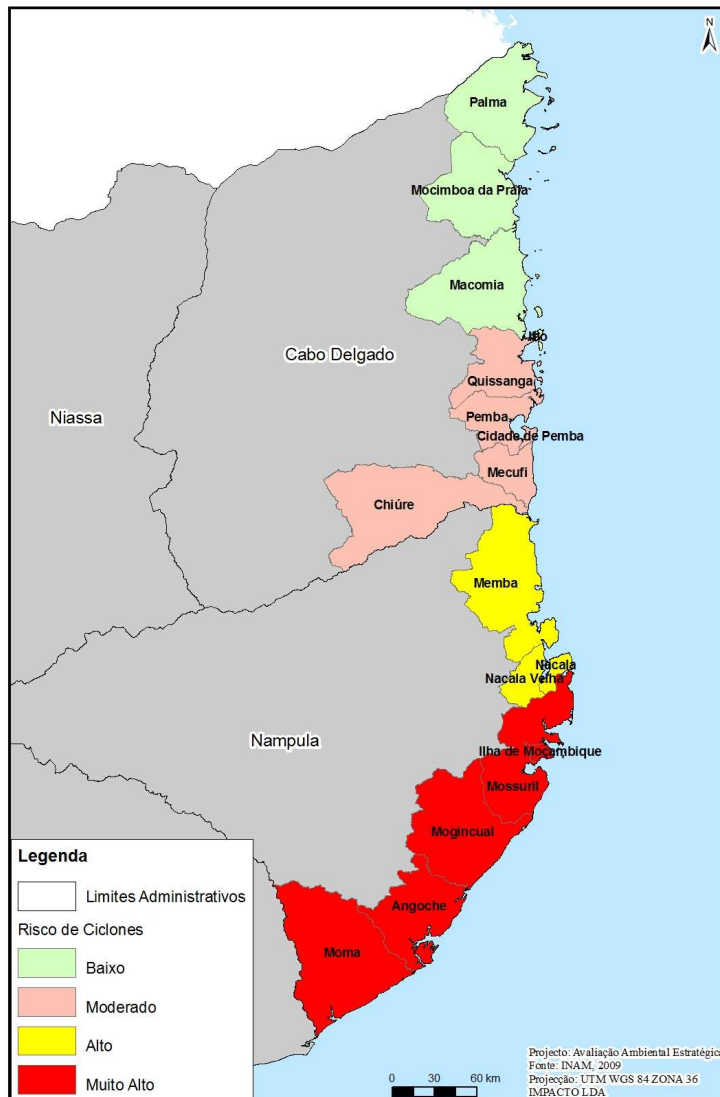 N
Palma
Mocimboa da Praia
Macomia
Ibo
Cabo Delgado
Quissanga
Niassa
Pemba
Cidade de Pemba
Mecufi
Chiúre
Memba
Nacala
Nacala Velha
Nampula
Ilha de Moçambique
Mossuril
Mogincual
Angoche
Moma
Legenda
Limites Administrativos
Risco de Ciclones
Baixo
Moderado
Alto
Muito Alto
0 30 60 km
Projecto: Avaliação Ambiental Estratégica
Fonte: INAM, 2009
Projecção: UTM WGS 84 ZONA 36
IMPACTO LDA